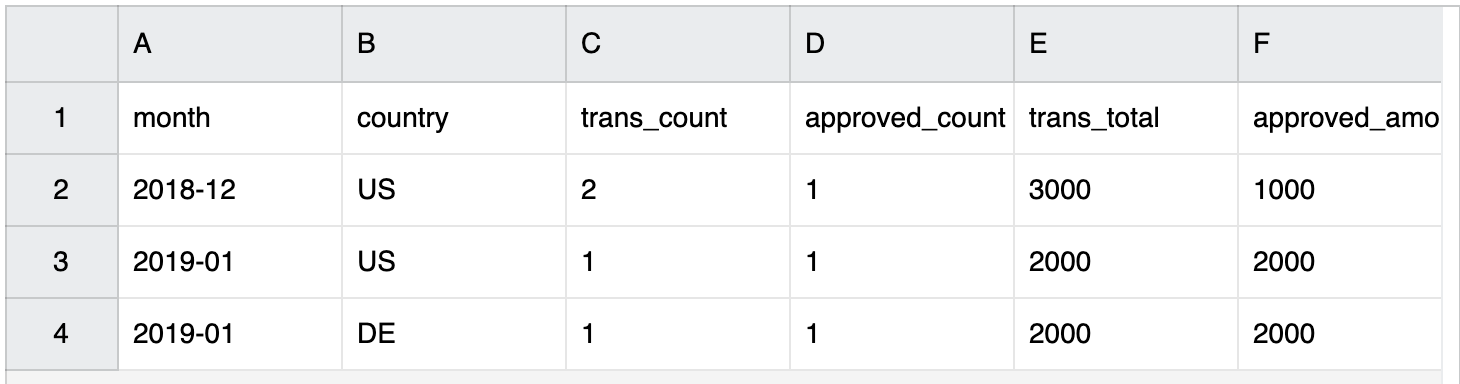 A B C D E F
1 month country trans_count approved_count trans_total approved_amo
2 2018-12 US 2 1 3000 1000
3 2019-01 US 1 1 2000 2000
4 2019-01 DE 1 1 2000 2000